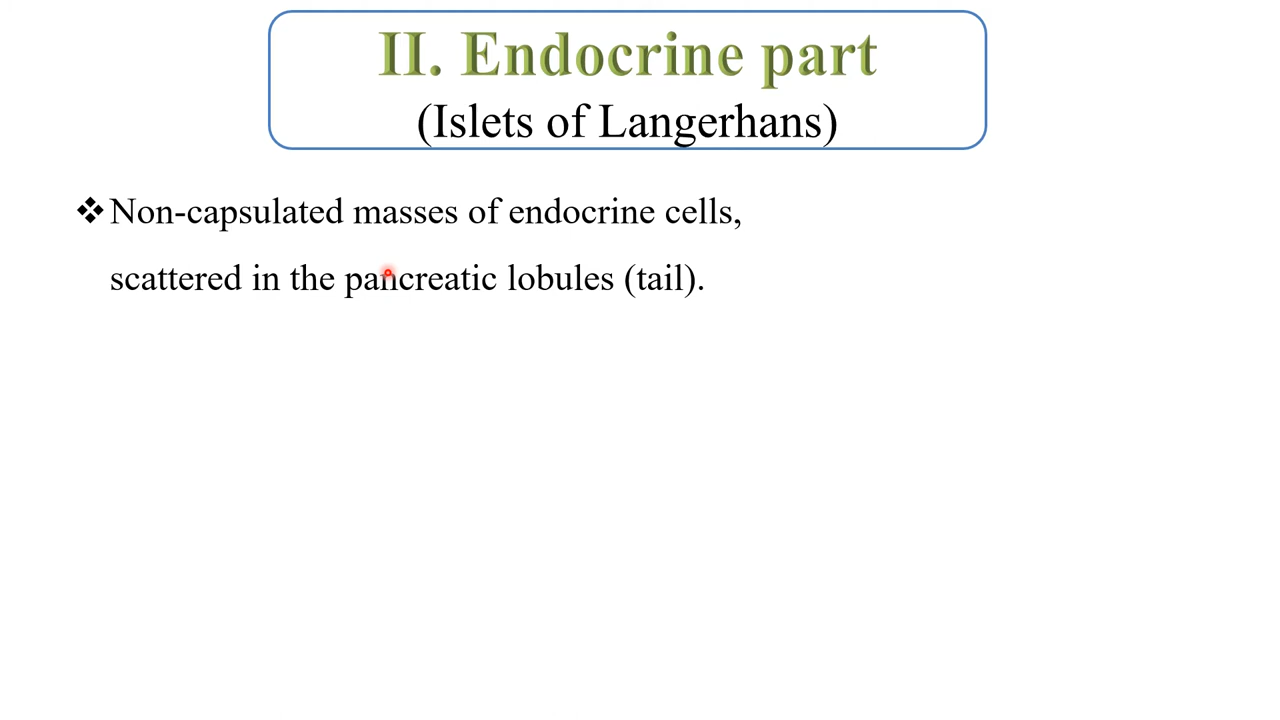 II. Endocrine part
(Islets of Langerhans)
❖Non-capsulated masses of endocrine cells,
scattered in the pancreatic lobules (tail).